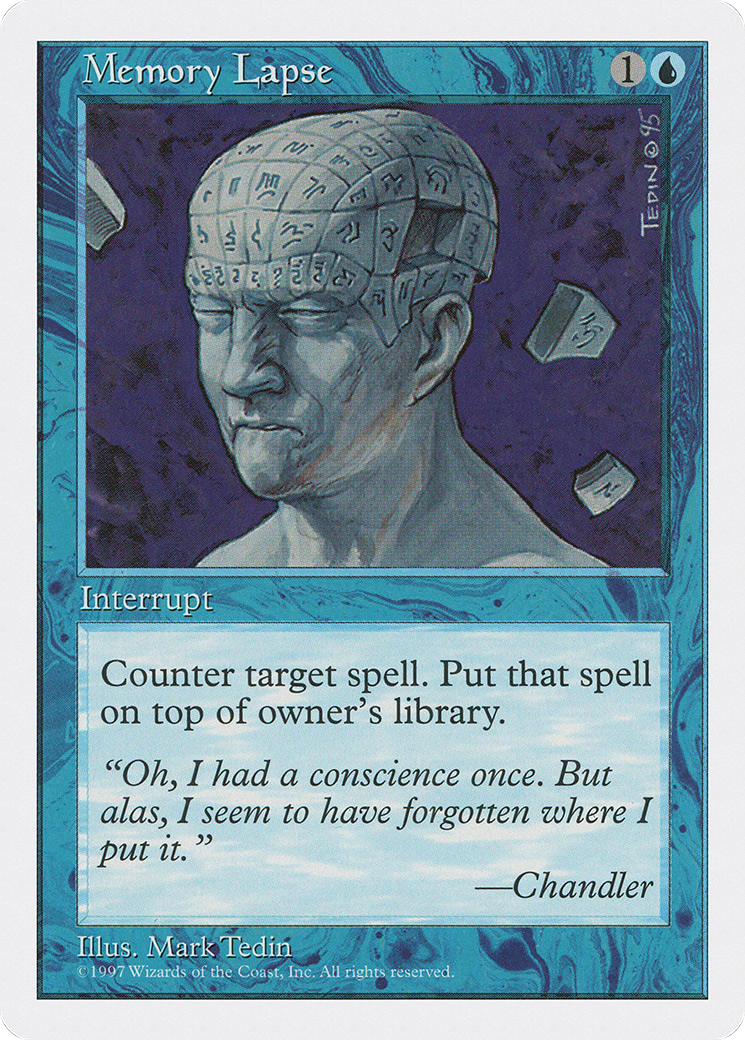 Memory Lapse
1
TEDIN © 95
Interrupt
Counter target spell. Put that spell
on top of owner's library.
“Oh, I had a conscience once. But
alas, I seem to have forgotten where I
put it.”
—Chandler
Illus. Mark Tedin
©1997 Wizards of the Coast, Inc. All rights reserved.